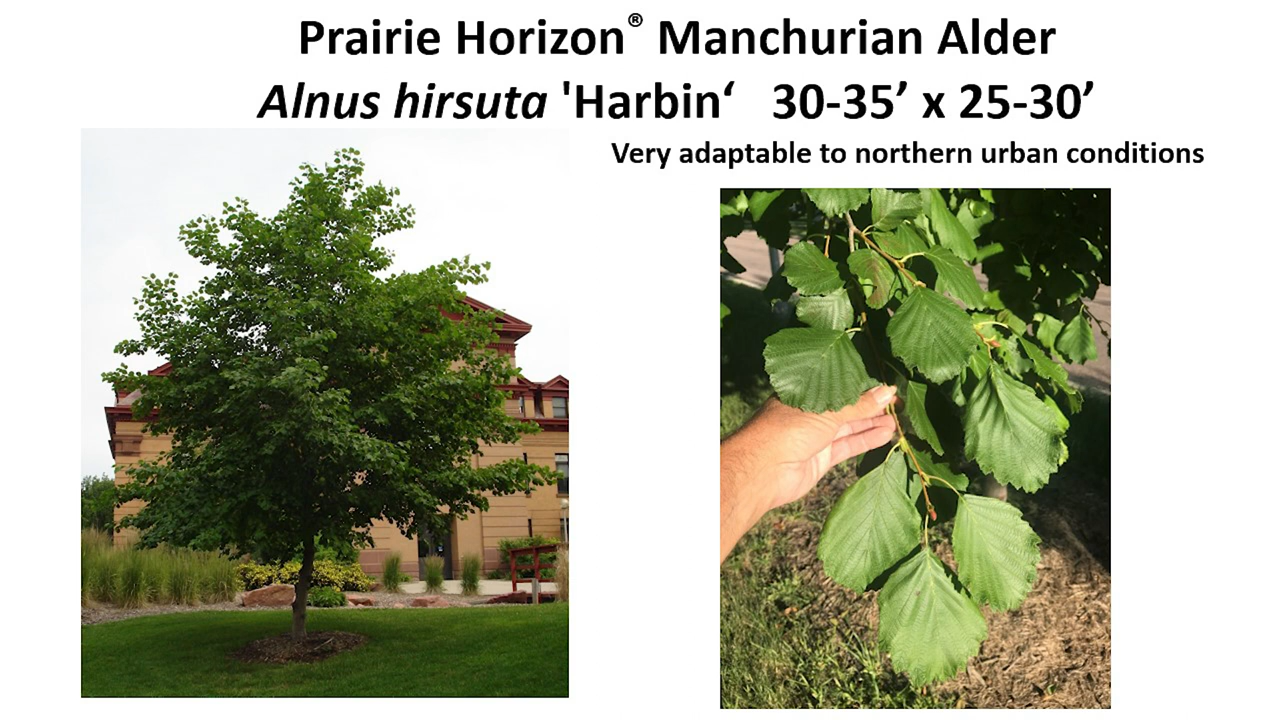 Prairie Horizon® Manchurian Alder
Alnus hirsuta 'Harbin‘ 30-35’ x 25-30’
Very adaptable to northern urban conditions